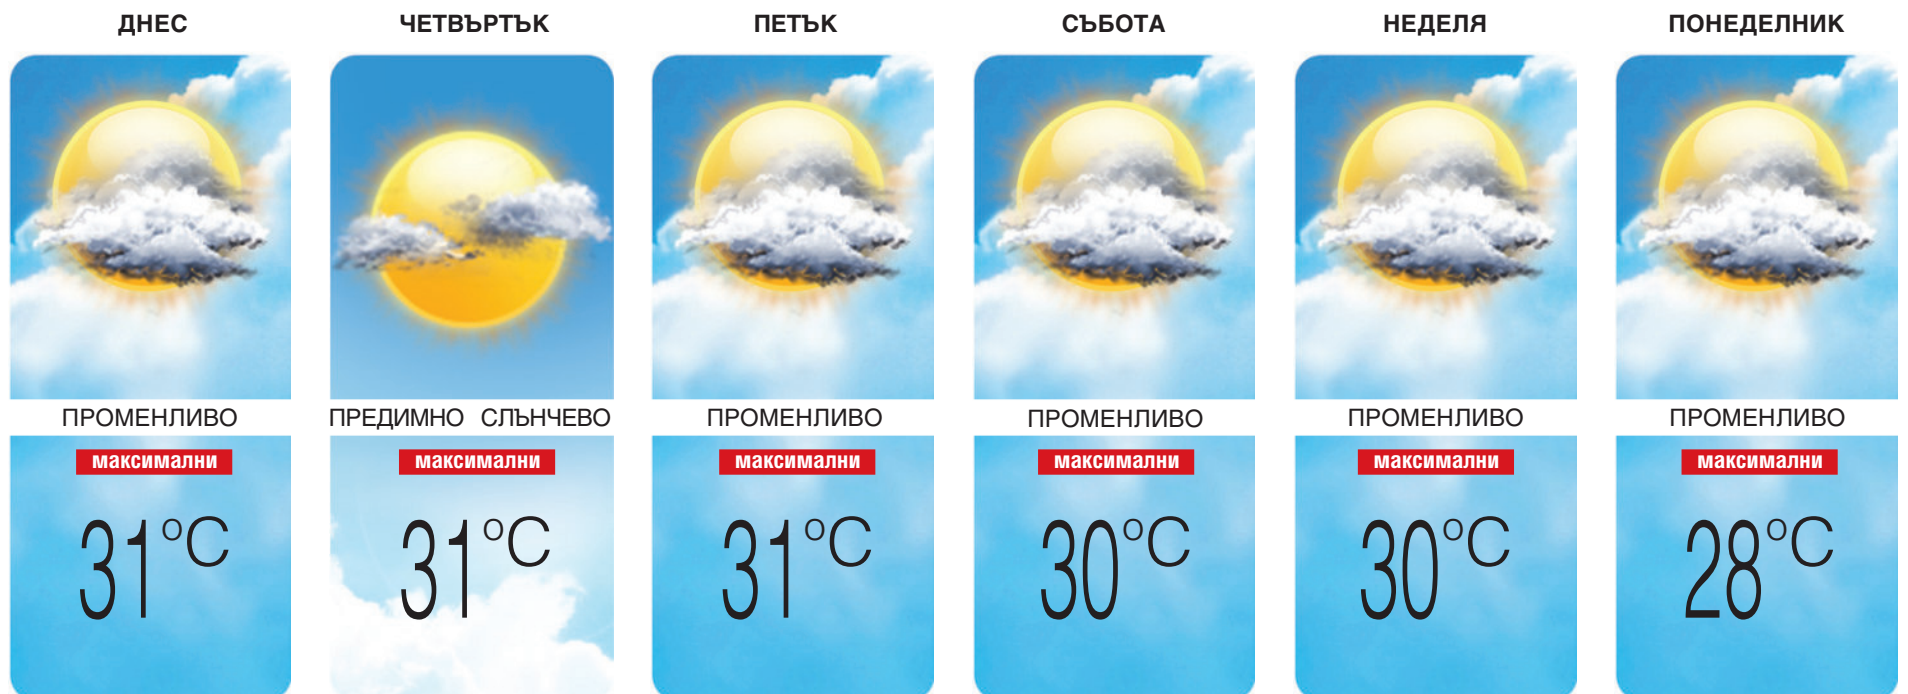 ДНЕС
ЧЕТВЪРТЪК
ПЕТЪК
СЪБОТА
НЕДЕЛЯ
ПОНЕДЕЛНИК
ПРОМЕНЛИВО
ПРЕДИМНО СЛЪНЧЕВО
ПРОМЕНЛИВО
ПРОМЕНЛИВО
ПРОМЕНЛИВО
ПРОМЕНЛИВО
максимални
максимални
максимални
максимални
максимални
максимални
31°C
31°C
31°C
30°C
30°C
28°C